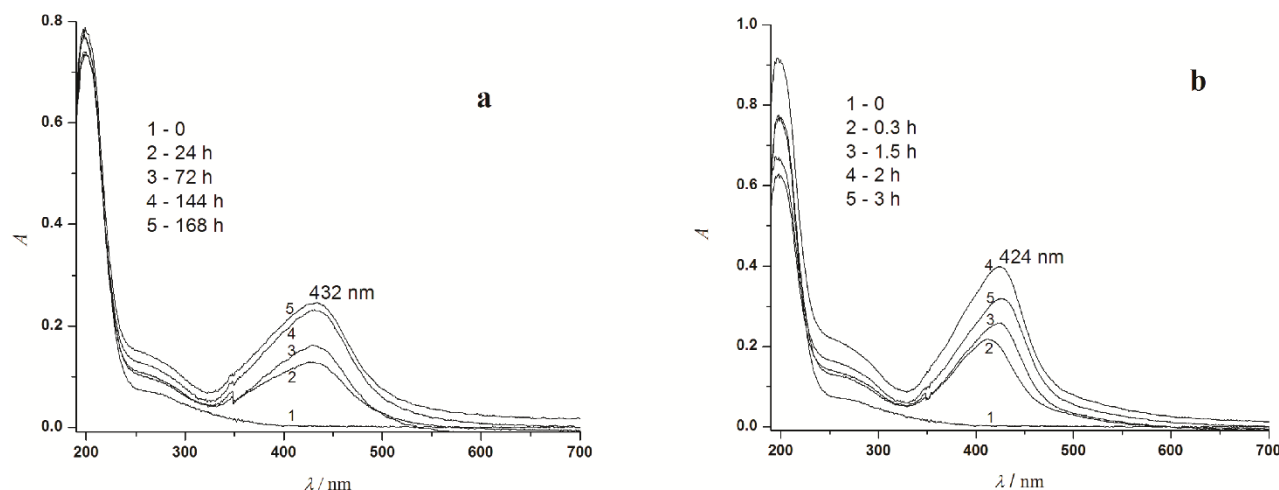 a
1 - 0
2 - 24 h
3 - 72 h
4 - 144 h
5 - 168 h
432 nm
5
4
3
2
1
0.8
0.6
0.4
0.2
0.0
A
200 300 400 500 600 700
λ / nm
b
1 - 0
2 - 0.3 h
3 - 1.5 h
4 - 2 h
5 - 3 h
4 424 nm
5
3
2
1
1.0
0.8
0.6
0.4
0.2
0.0
A
200 300 400 500 600 700
λ / nm